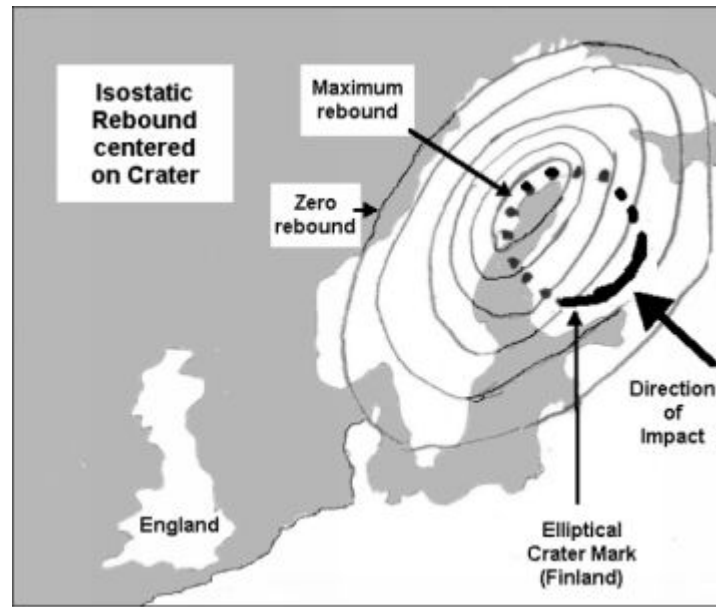 Isostatic
Rebound
centered
on Crater
Maximum
rebound
Zero
rebound
Direction
of
Impact
England
Elliptical
Crater Mark
(Finland)